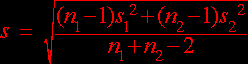 s = √(((n₁−1)s₁² + (n₂−1)s₂²) / (n₁+n₂−2))